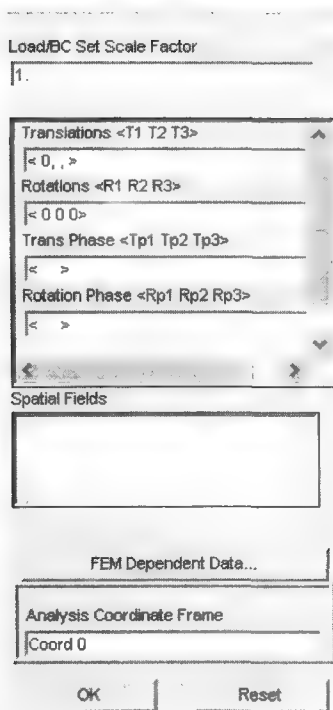 Load/BC Set Scale Factor
1.
Translations <T1 T2 T3>
< 0, , >
Rotations <R1 R2 R3>
< 0 0 0>
Trans Phase <Tp1 Tp2 Tp3>
< >
Rotation Phase <Rp1 Rp2 Rp3>
< >
Spatial Fields
FEM Dependent Data...
Analysis Coordinate Frame
Coord 0
OK
Reset